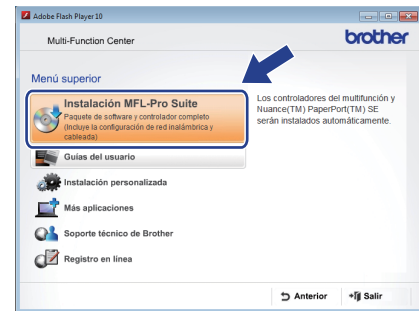 Adobe Flash Player 10
Multi-Function Center
brother
Menú superior
Instalación MFL-Pro Suite
Paquete de software y controlador completo
(Incluye la configuración de red inalámbrica y
cableada)
Los controladores del multifunción y
Nuance(TM) PaperPort(TM) SE
serán instalados automáticamente.
Guías del usuario
Instalación personalizada
Más aplicaciones
Soporte técnico de Brother
Registro en línea
Anterior
Salir